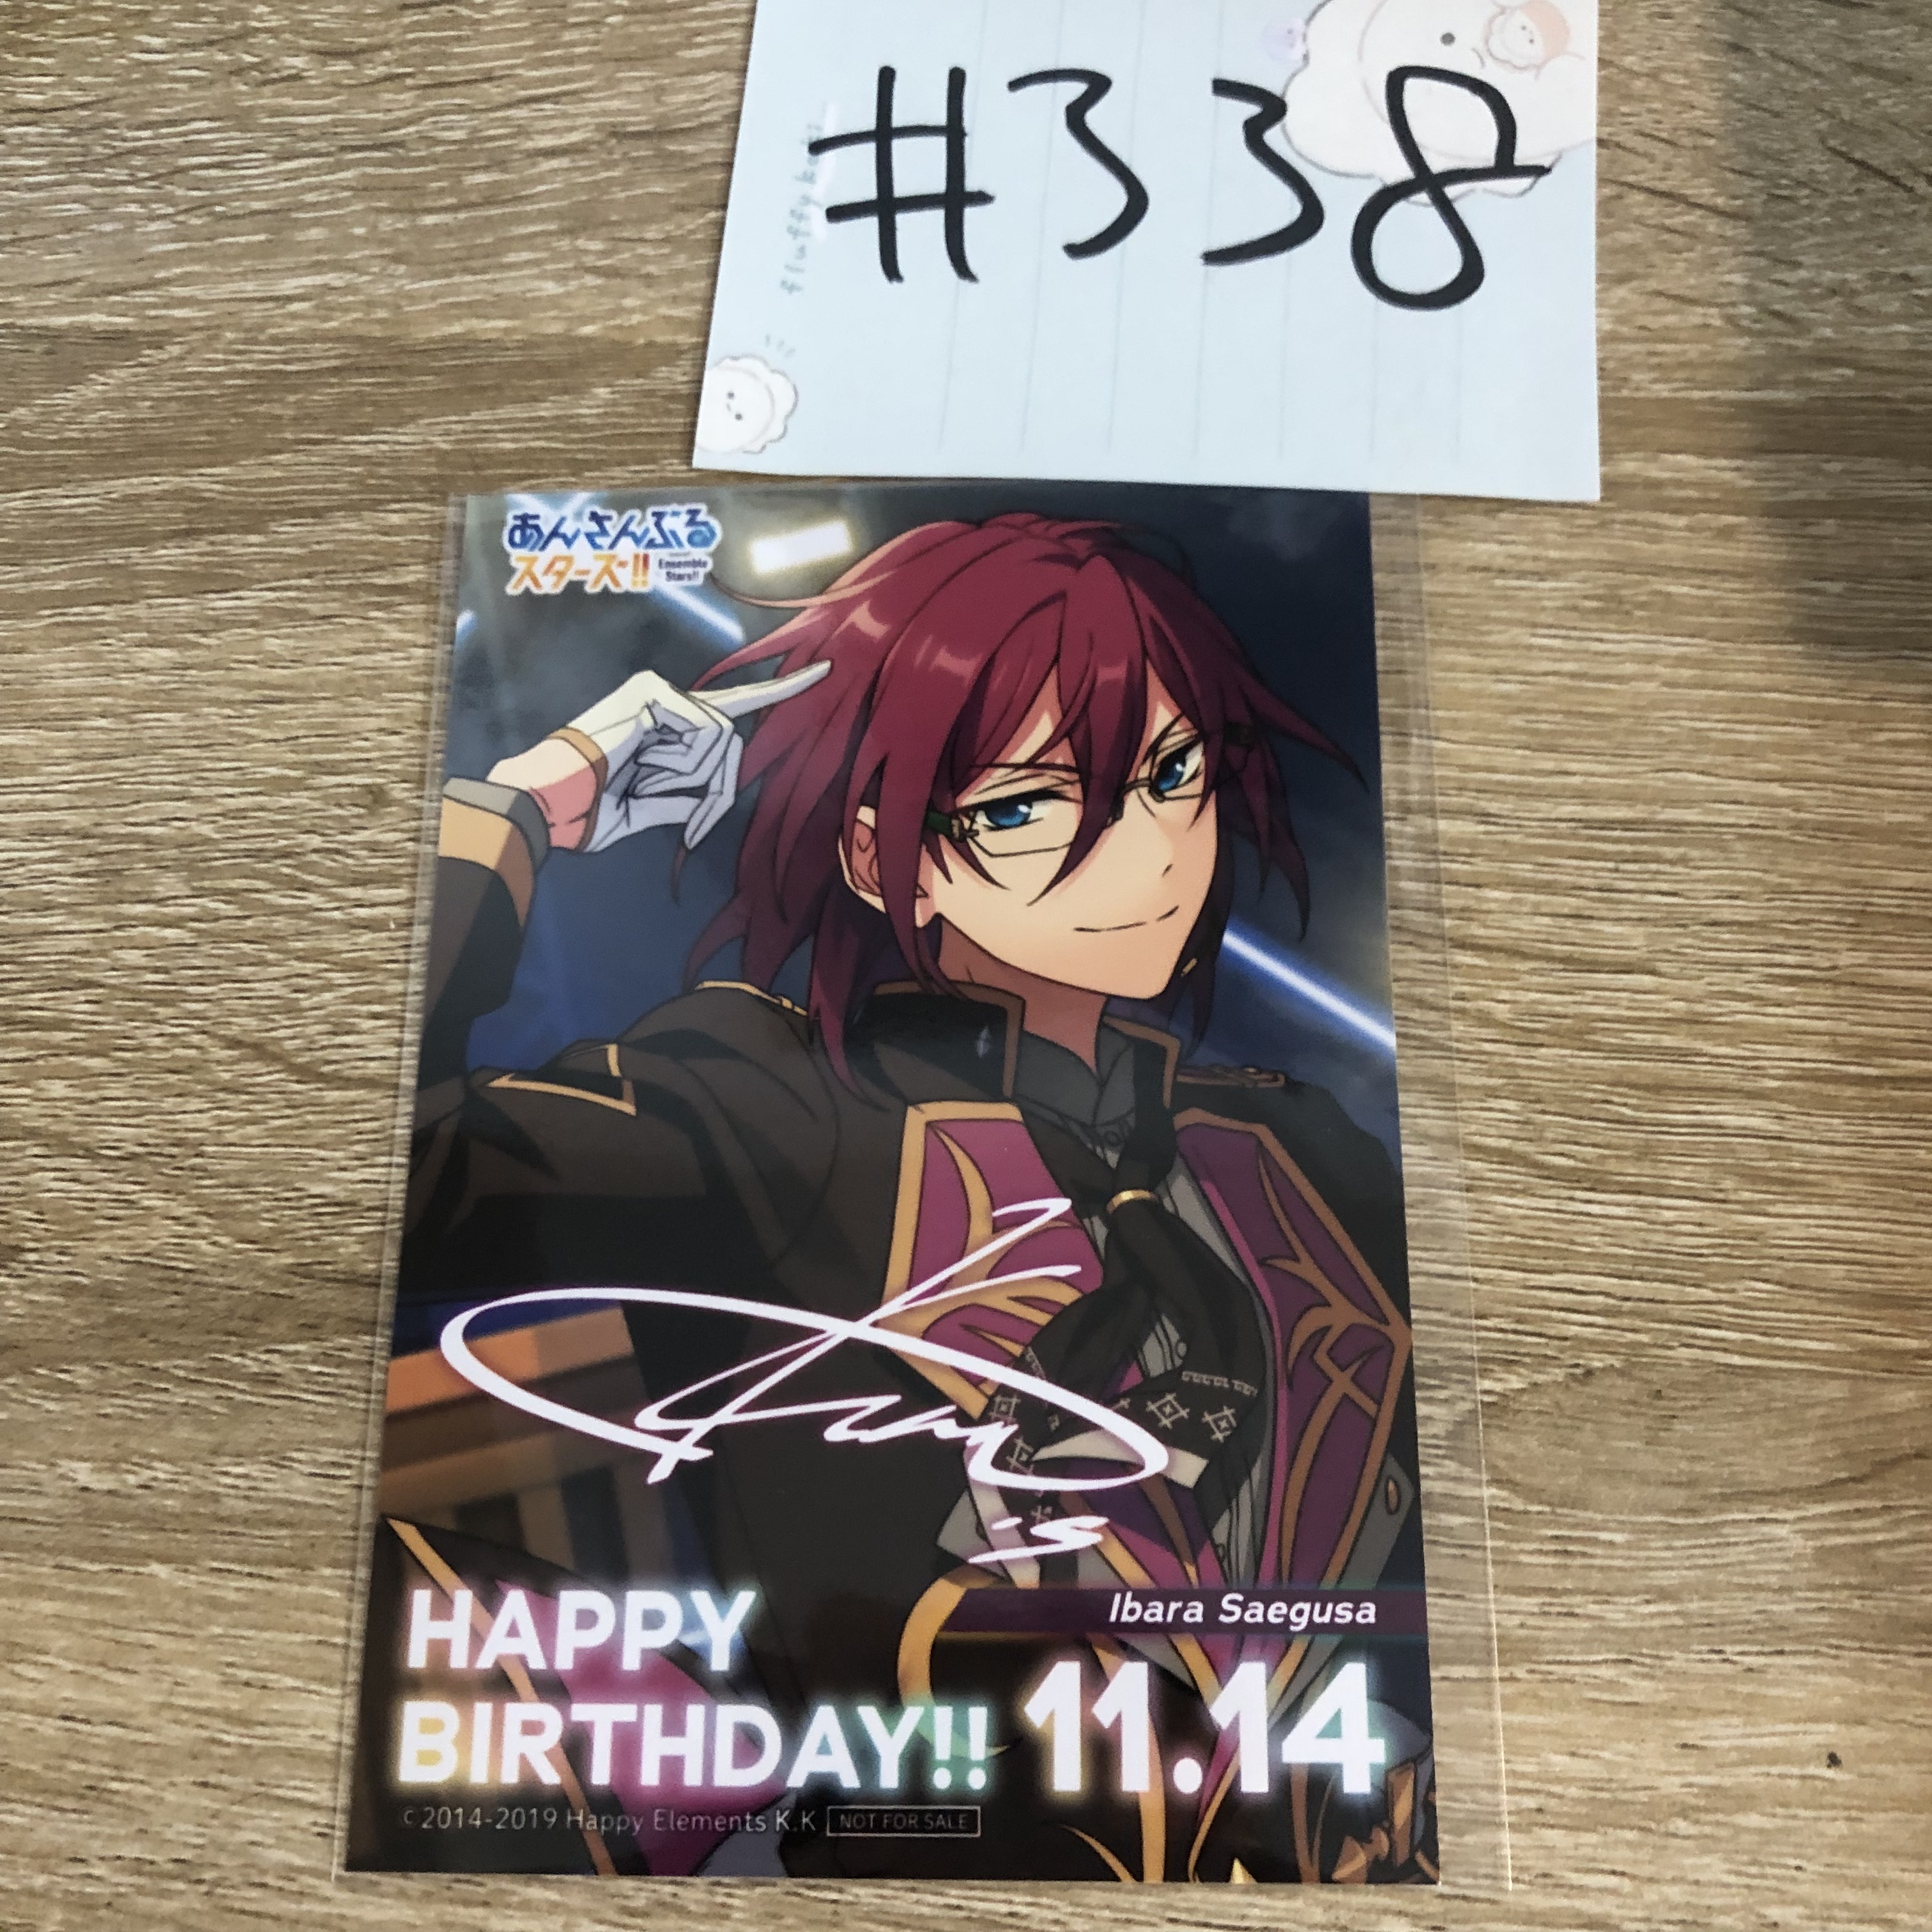 #338
fluffy
あんさんぶる
スターズ!!
Ensemble
Stars!!
Ibara Saegusa
HAPPY
BIRTHDAY!! 11.14
©2014-2019 Happy Elements K.K NOT FOR SALE